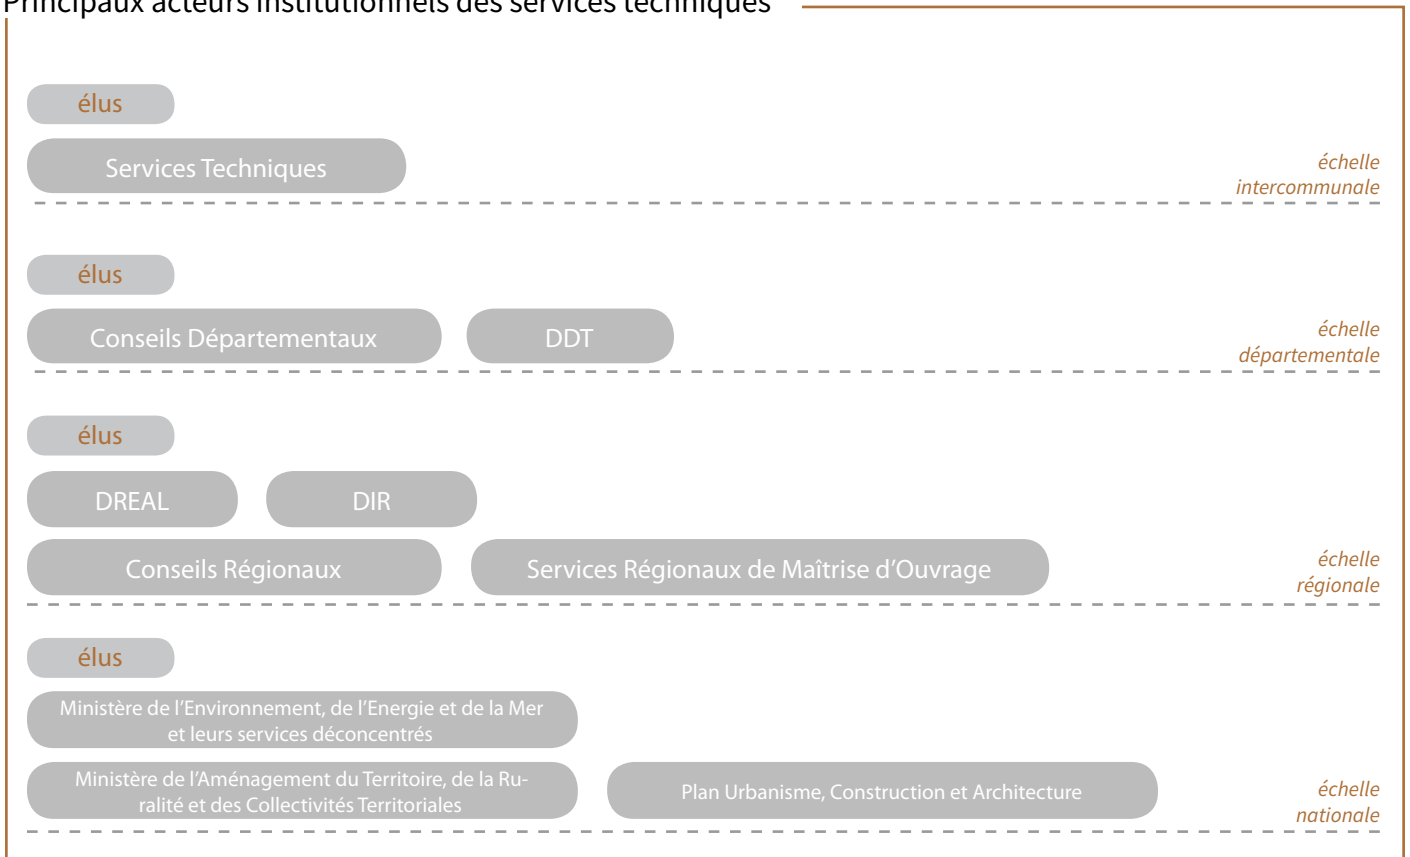 Principaux acteurs institutionnels des services techniques
élus
Services Techniques
échelle
intercommunale
élus
Conseils Départementaux
DDT
échelle
départementale
élus
DREAL
DIR
Conseils Régionaux
Services Régionaux de Maîtrise d’Ouvrage
échelle
régionale
élus
Ministère de l’Environnement, de l’Energie et de la Mer
et leurs services déconcentrés
Ministère de l’Aménagement du Territoire, de la Ru-
ralité et des Collectivités Territoriales
Plan Urbanisme, Construction et Architecture
échelle
nationale